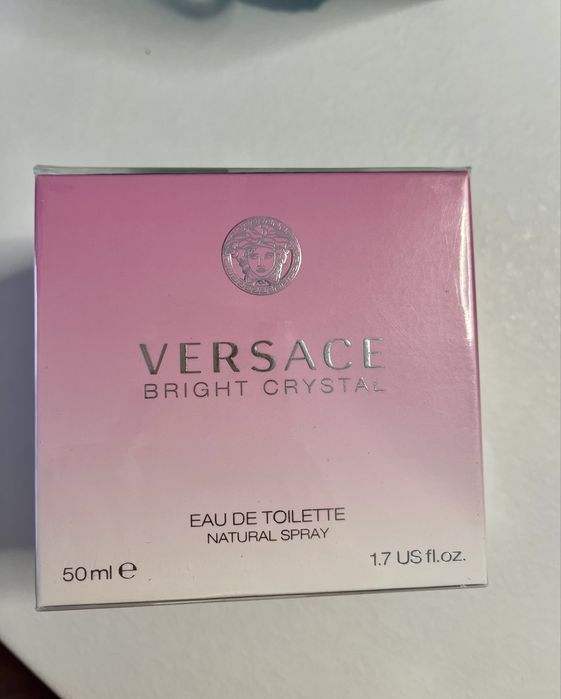 VERSACE
BRIGHT CRYSTAL
EAU DE TOILETTE
NATURAL SPRAY
50 ml ℮
1.7 US fl.oz.